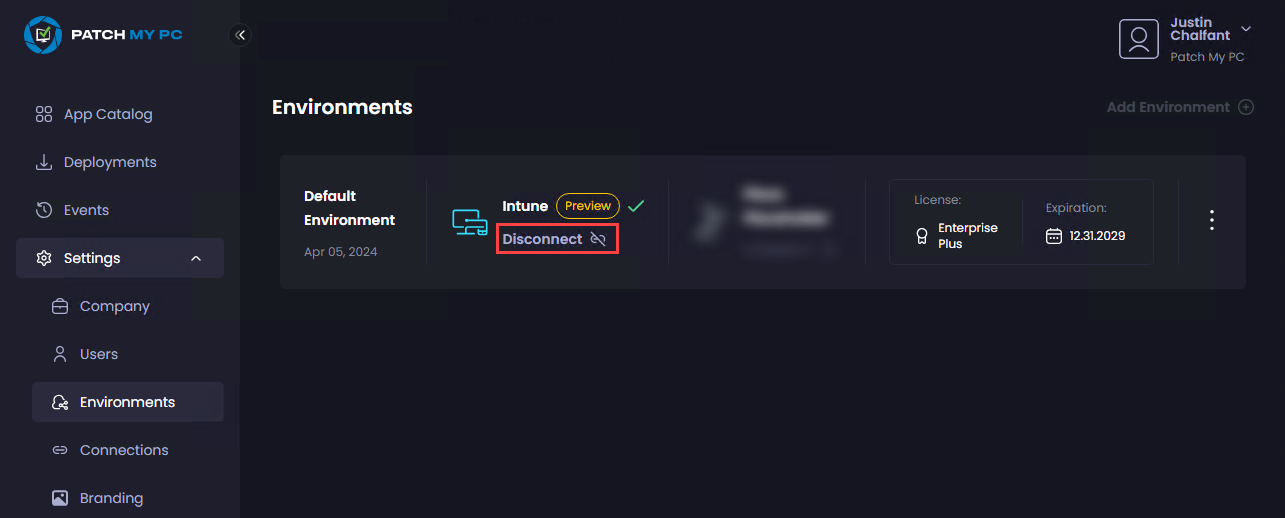 PATCH MY PC
Justin
Chalfant
Patch My PC
App Catalog
Deployments
Events
Settings
Company
Users
Environments
Connections
Branding
Environments
Add Environment
Default
Environment
Apr 05, 2024
Intune Preview
Disconnect
License:
Enterprise
Plus
Expiration:
12.31.2029